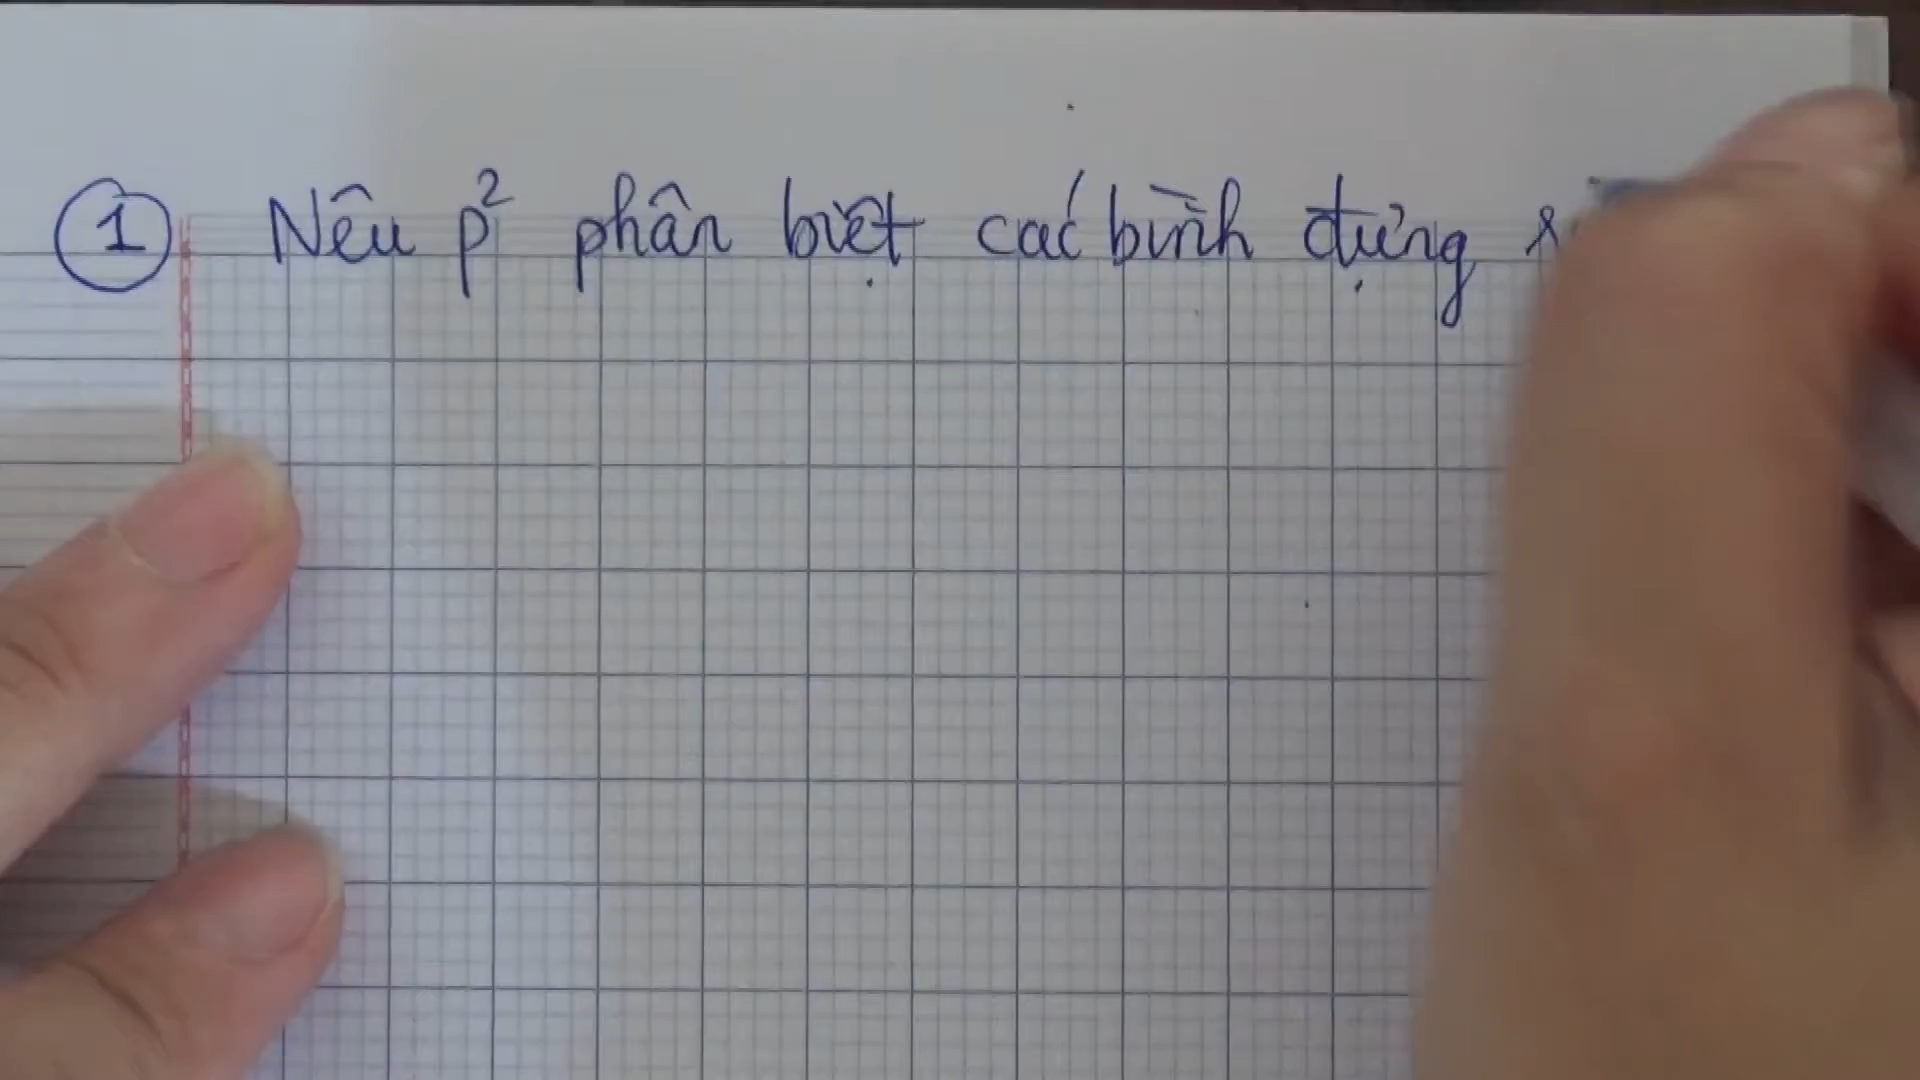 ① Nêu p² phân biệt các bình đựng